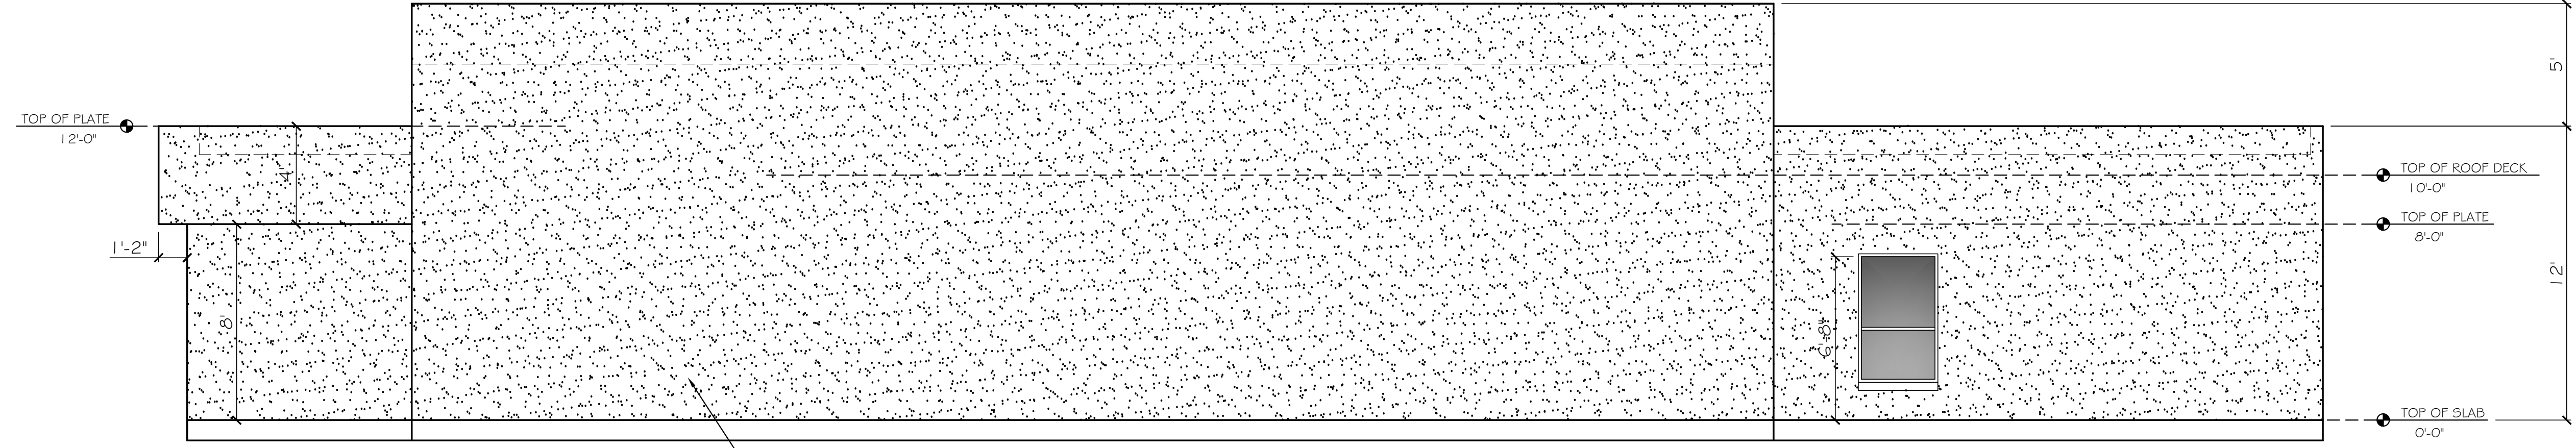 5'
TOP OF PLATE
12'-0"
4'
TOP OF ROOF DECK
10'-0"
TOP OF PLATE
8'-0"
1'-2"
12'
8'
6'-8"
TOP OF SLAB
0'-0"